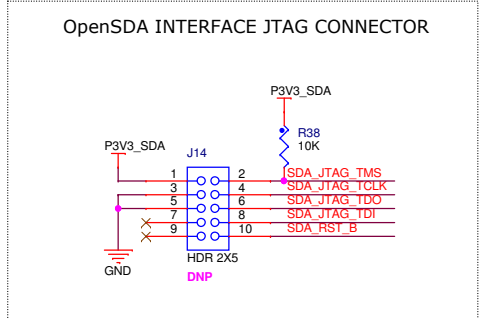 OpenSDA INTERFACE JTAG CONNECTOR
P3V3_SDA
R38
10K
P3V3_SDA
J14
1 2 SDA_JTAG_TMS
3 4 SDA_JTAG_TCLK
5 6 SDA_JTAG_TDO
7 8 SDA_JTAG_TDI
9 10 SDA_RST_B
HDR 2X5
GND
DNP